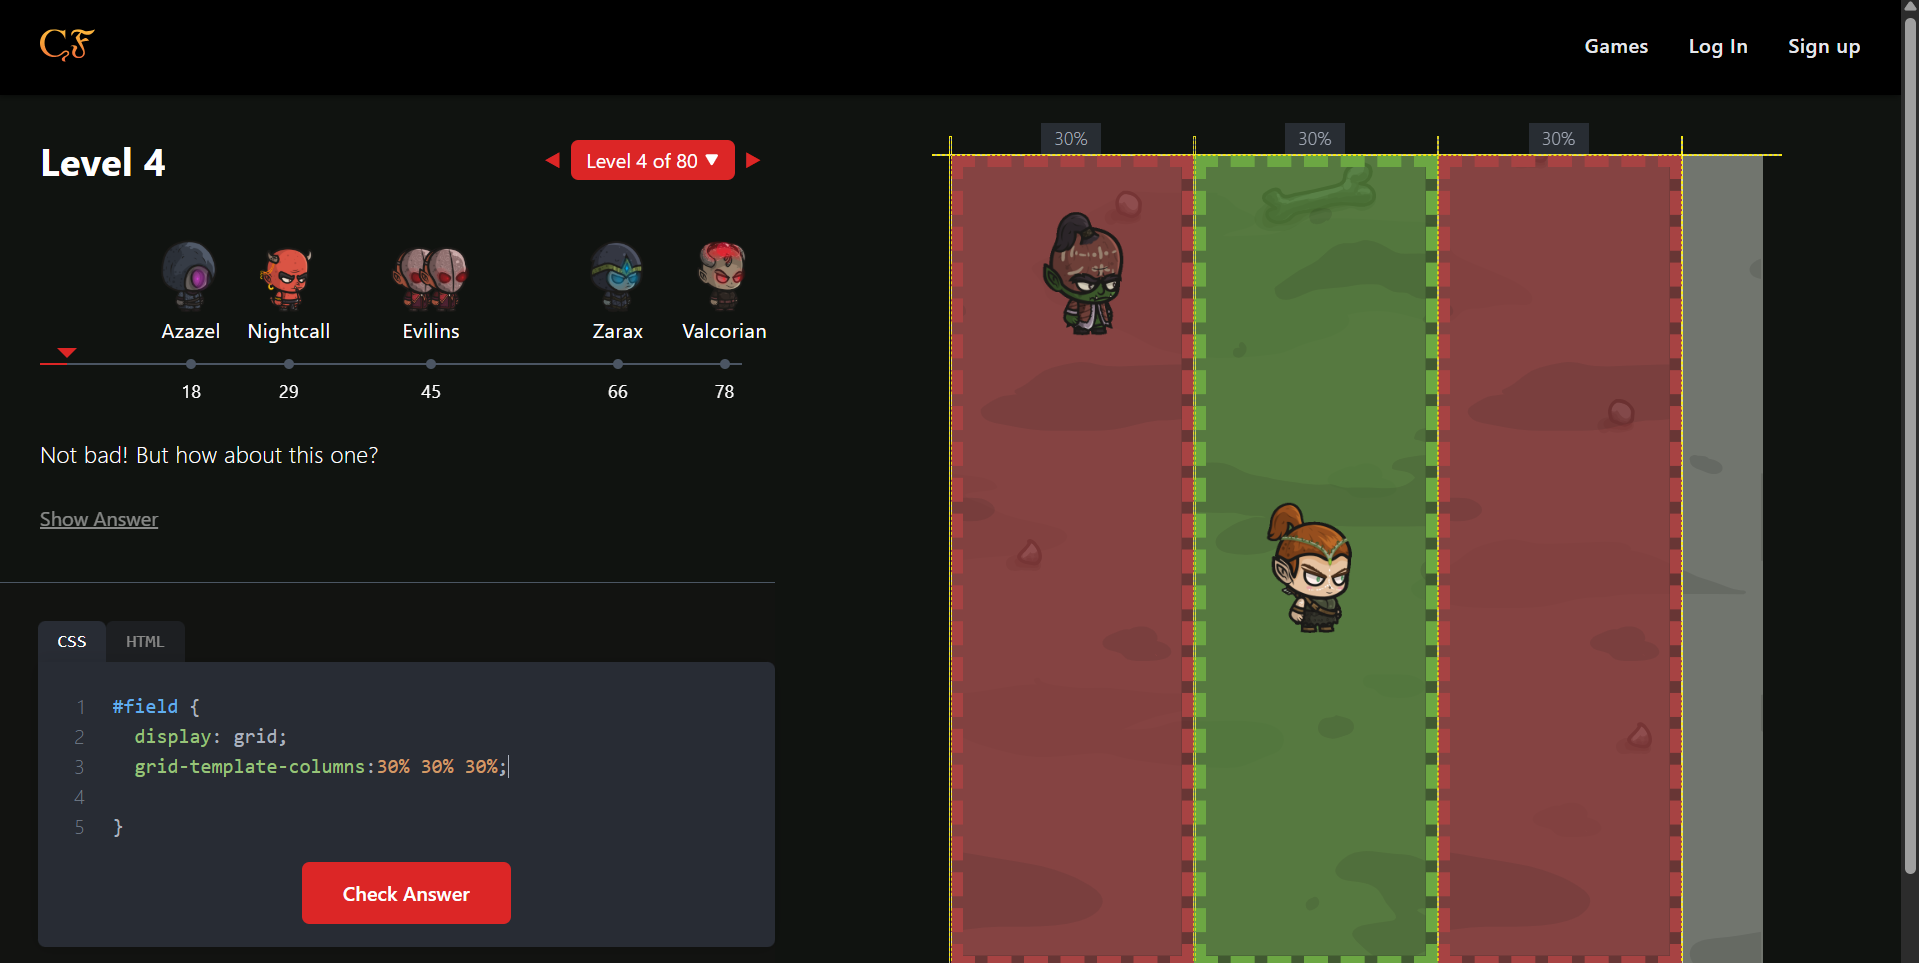 CF
Games
Log In
Sign up
Level 4
Level 4 of 80
Azazel
Nightcall
Evilins
Zarax
Valcorian
18
29
45
66
78
Not bad! But how about this one?
Show Answer
CSS
HTML
1 #field {
2 display: grid;
3 grid-template-columns:30% 30% 30%;
4
5 }
Check Answer
30%
30%
30%